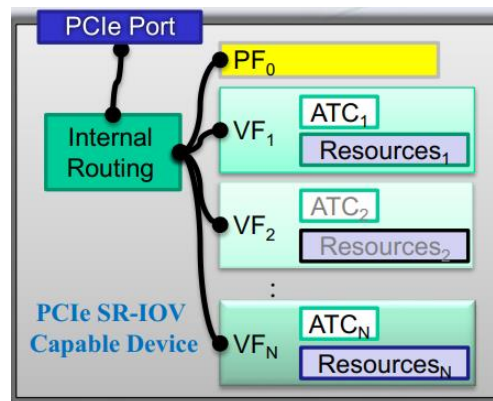 PCIe Port
PF0
Internal
Routing
VF1
ATC1
Resources1
VF2
ATC2
Resources2
⋮
PCIe SR-IOV
Capable Device
VFN
ATCN
ResourcesN